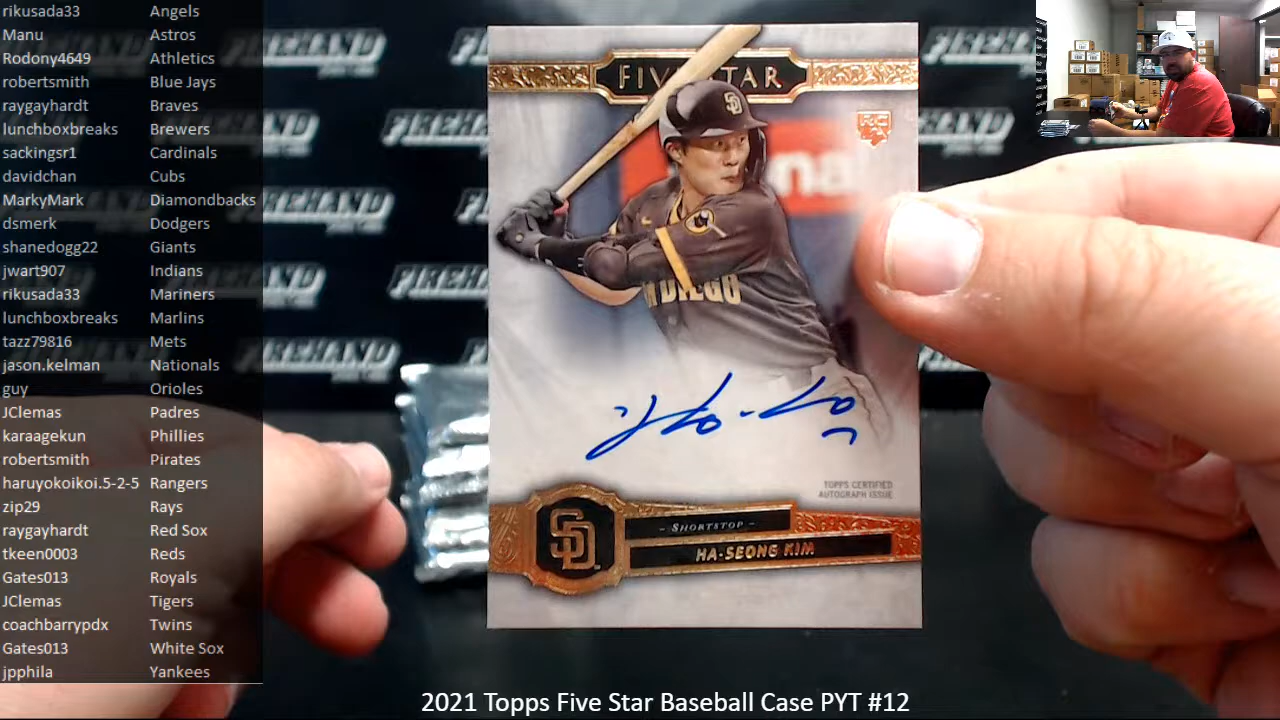 rikusada33 Angels
Manu Astros
Rodony4649 Athletics
robertsmith Blue Jays
raygayhardt Braves
lunchboxbreaks Brewers
sackingsr1 Cardinals
davidchan Cubs
MarkyMark Diamondbacks
dsmerk Dodgers
shanedogg22 Giants
jwart907 Indians
rikusada33 Mariners
lunchboxbreaks Marlins
tazz79816 Mets
jason.kelman Nationals
guy Orioles
JClemas Padres
karaagekun Phillies
robertsmith Pirates
haruyokoikoi.5-2-5 Rangers
zip29 Rays
raygayhardt Red Sox
tkeen0003 Reds
Gates013 Royals
JClemas Tigers
coachbarrypdx Twins
Gates013 White Sox
jpphila Yankees
FIVE STAR
RC
SD
N DIEGO
TOPPS CERTIFIED
AUTOGRAPH ISSUE
SD
- SHORTSTOP -
HA-SEONG KIM
FIREHAND
FIREHAND
FIREHAND
FIREHAND
2021 Topps Five Star Baseball Case PYT #12